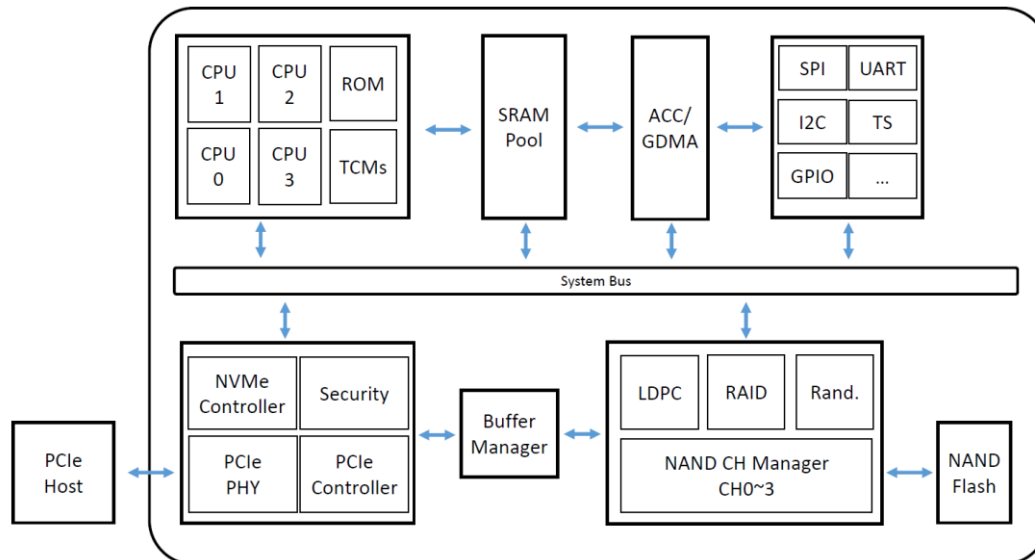 CPU
1
CPU
2
ROM
CPU
0
CPU
3
TCMs
SRAM
Pool
ACC/
GDMA
SPI
UART
I2C
TS
GPIO
...
System Bus
NVMe
Controller
Security
PCIe
PHY
PCIe
Controller
Buffer
Manager
LDPC
RAID
Rand.
NAND CH Manager
CH0~3
PCIe
Host
NAND
Flash